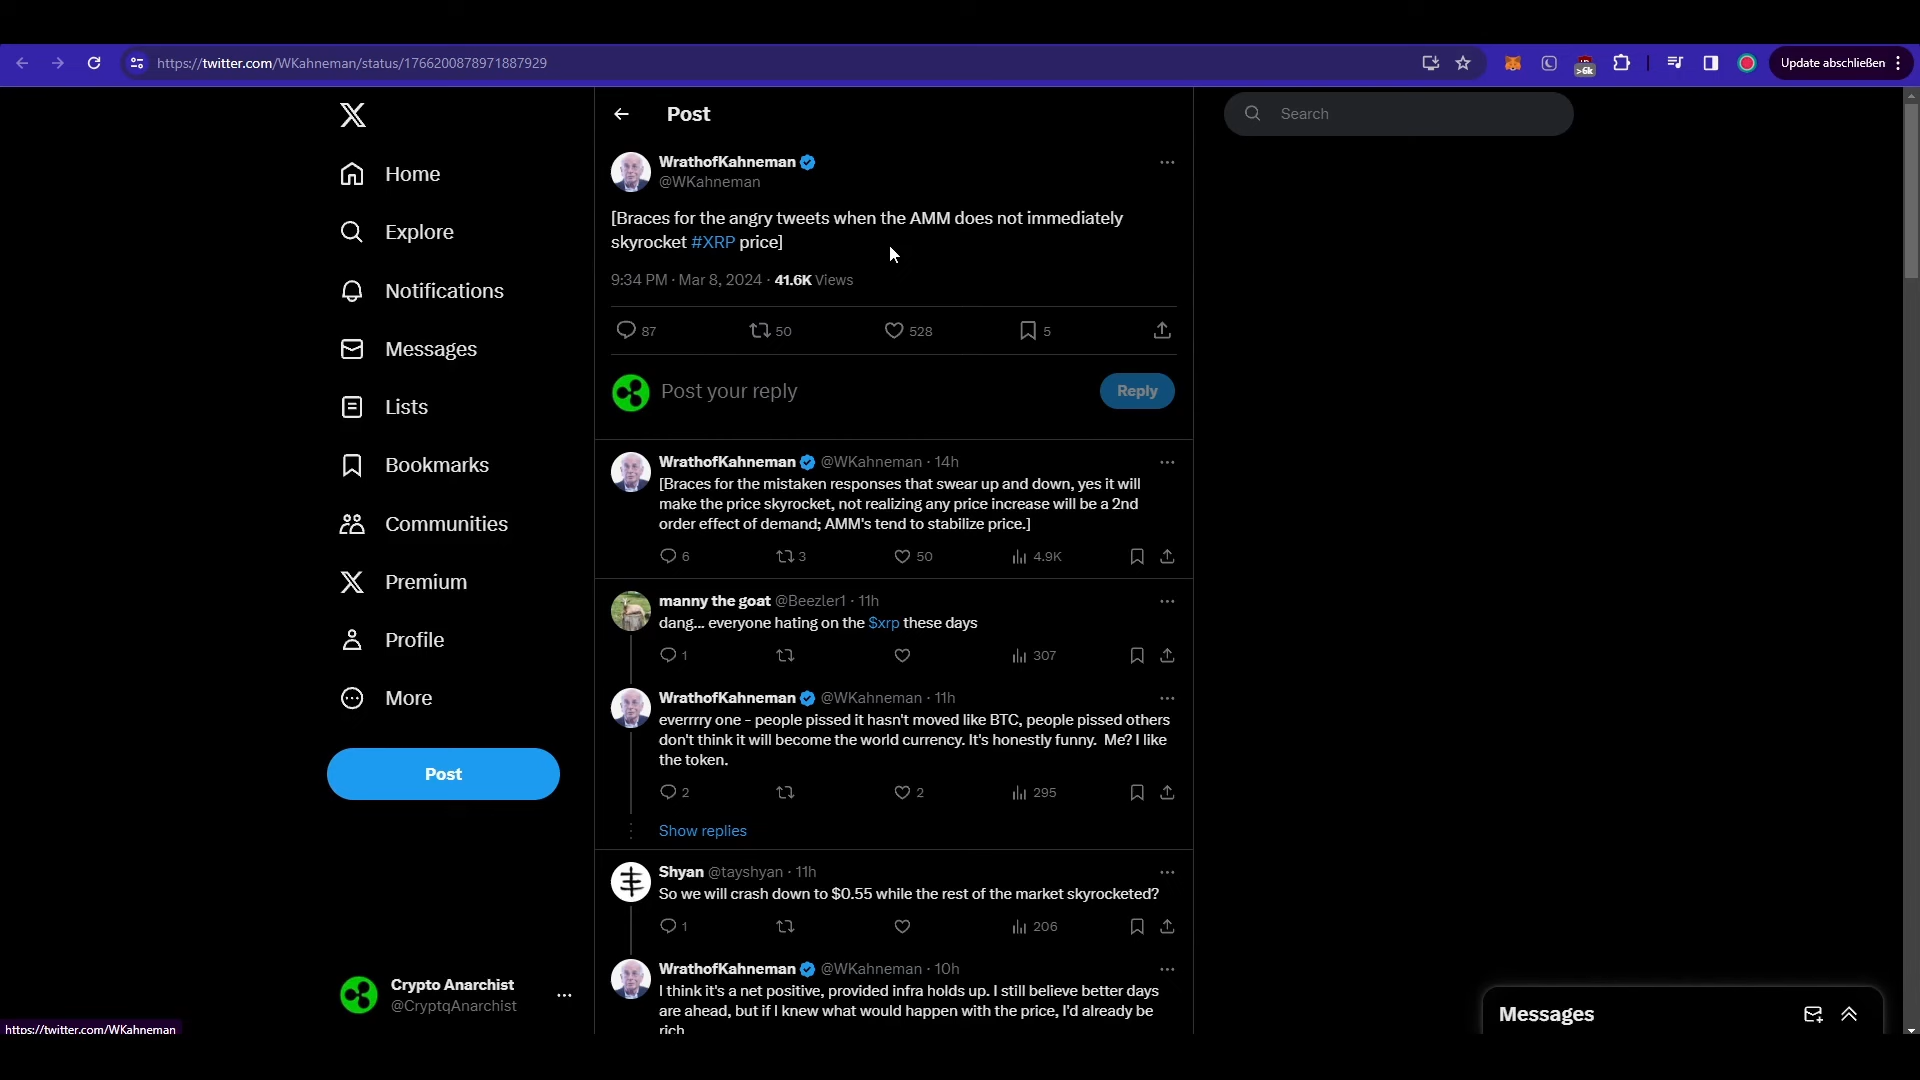 https://twitter.com/WKahneman/status/1766200878971887929
>6k
Update abschließen
Home
Explore
Notifications
Messages
Lists
Bookmarks
Communities
Premium
Profile
More
Post
Crypto Anarchist
@CryptqAnarchist
https://twitter.com/WKahneman
Post
WrathofKahneman
@WKahneman
[Braces for the angry tweets when the AMM does not immediately
skyrocket #XRP price]
9:34 PM · Mar 8, 2024 · 41.6K Views
87 50 528 5
Post your reply
Reply
WrathofKahneman @WKahneman · 14h
[Braces for the mistaken responses that swear up and down, yes it will
make the price skyrocket, not realizing any price increase will be a 2nd
order effect of demand; AMM's tend to stabilize price.]
6 3 50 4.9K
manny the goat @Beezler1 · 11h
dang... everyone hating on the $xrp these days
1 307
WrathofKahneman @WKahneman · 11h
everrrry one - people pissed it hasn't moved like BTC, people pissed others
don't think it will become the world currency. It's honestly funny. Me? I like
the token.
2 2 295
Show replies
Shyan @tayshyan · 11h
So we will crash down to $0.55 while the rest of the market skyrocketed?
1 206
WrathofKahneman @WKahneman · 10h
I think it's a net positive, provided infra holds up. I still believe better days
are ahead, but if I knew what would happen with the price, I'd already be
rich
Search
Messages